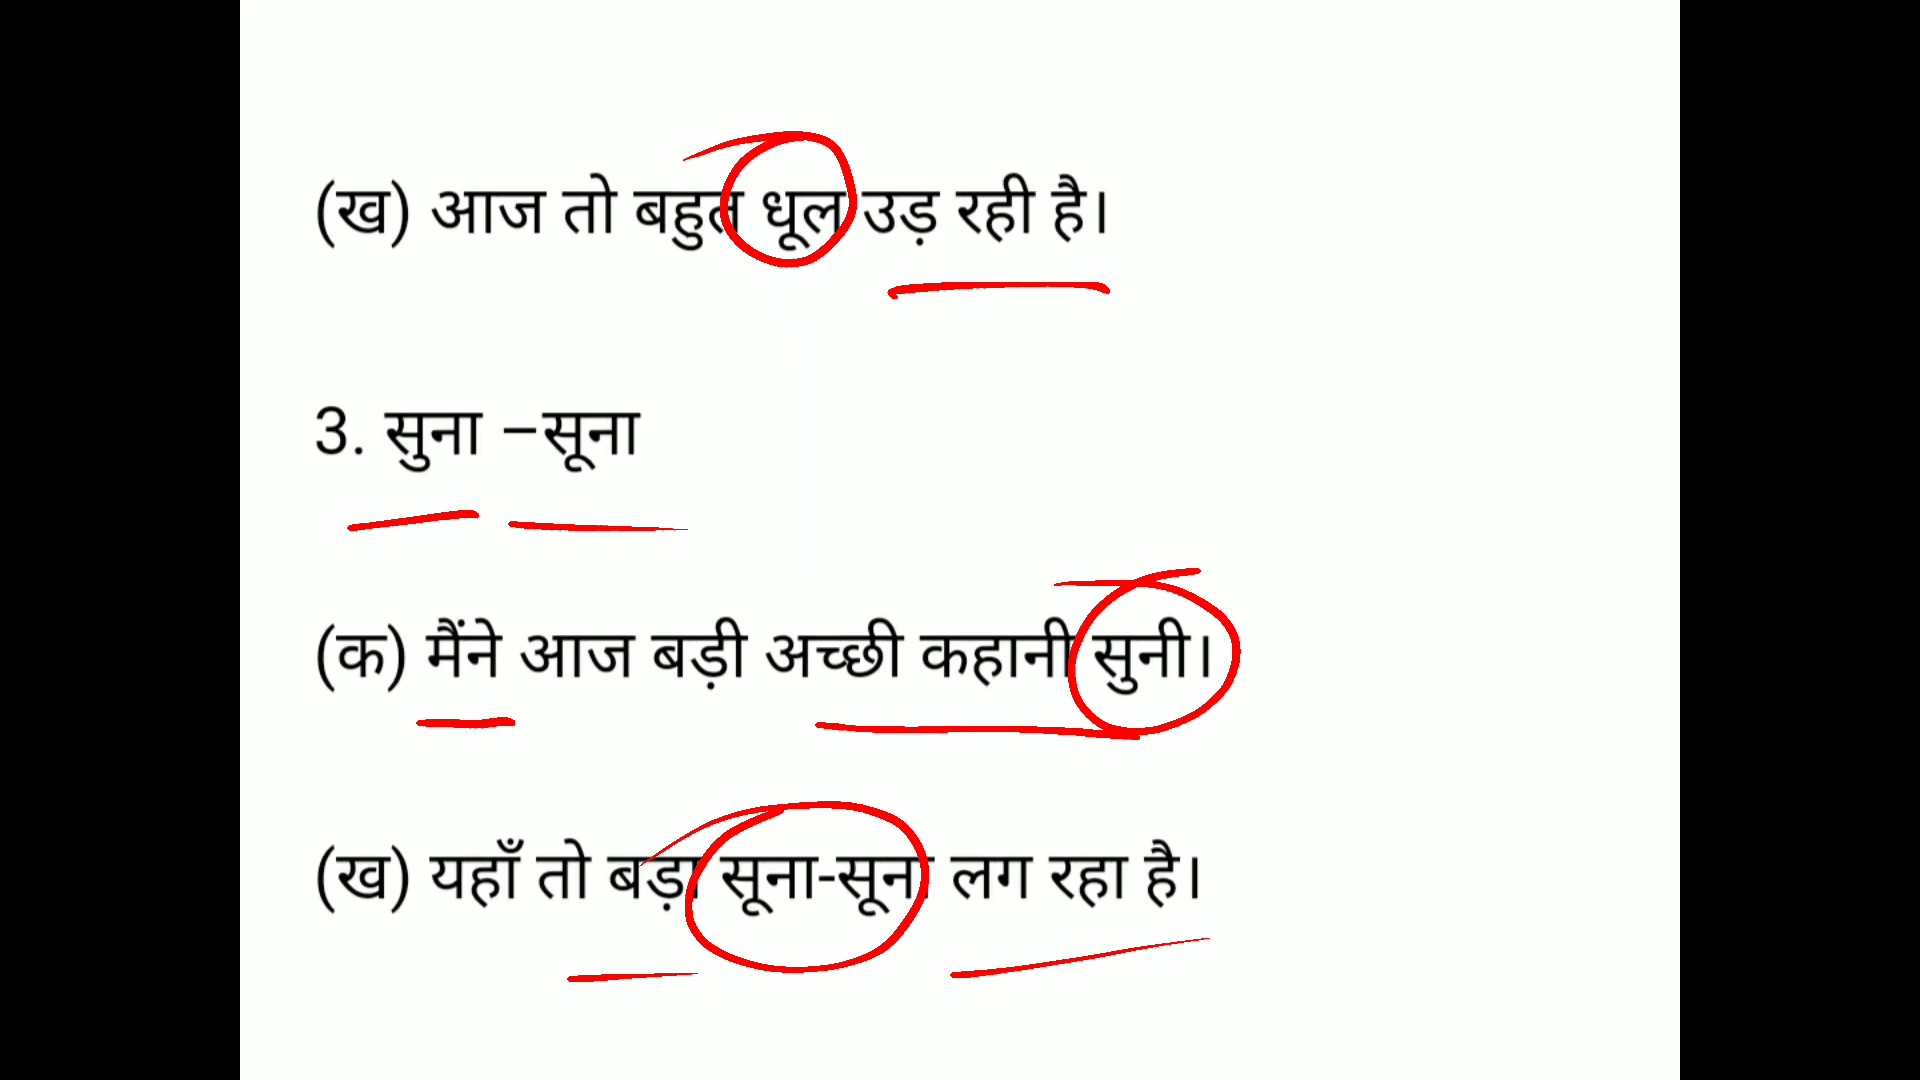 (ख) आज तो बहुत धूल उड़ रही है।
3. सुना –सूना
(क) मैंने आज बड़ी अच्छी कहानी सुनी।
(ख) यहाँ तो बड़ा सूना-सूना लग रहा है।